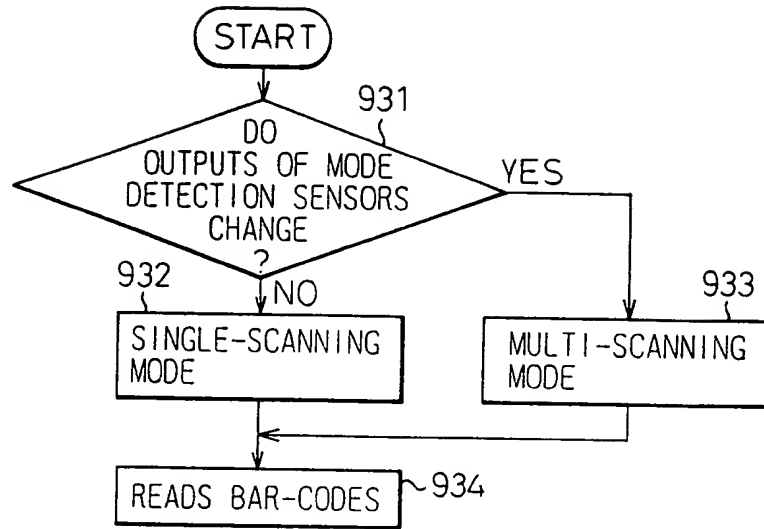 START
931
DO
OUTPUTS OF MODE
DETECTION SENSORS
CHANGE
?
YES
932
NO
933
SINGLE-SCANNING
MODE
MULTI-SCANNING
MODE
READS BAR-CODES
934